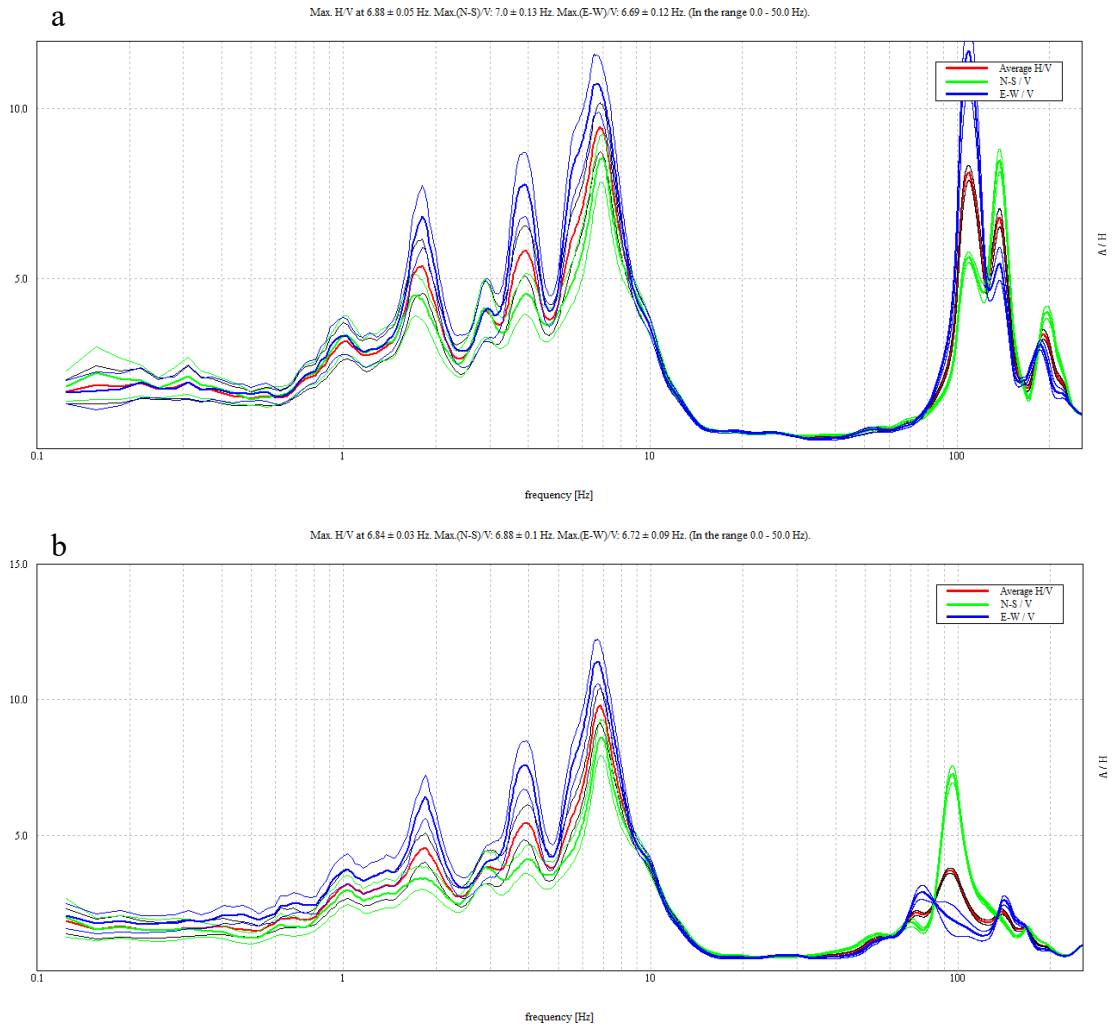 a
Max. H/V at 6.88 ± 0.05 Hz. Max.(N-S)/V: 7.0 ± 0.13 Hz. Max.(E-W)/V: 6.69 ± 0.12 Hz. (In the range 0.0 - 50.0 Hz).
Average H/V
N-S / V
E-W / V
10.0
5.0
H / V
0.1
1
10
100
frequency [Hz]
b
Max. H/V at 6.84 ± 0.03 Hz. Max.(N-S)/V: 6.88 ± 0.1 Hz. Max.(E-W)/V: 6.72 ± 0.09 Hz. (In the range 0.0 - 50.0 Hz).
15.0
Average H/V
N-S / V
E-W / V
10.0
5.0
H / V
0.1
1
10
100
frequency [Hz]